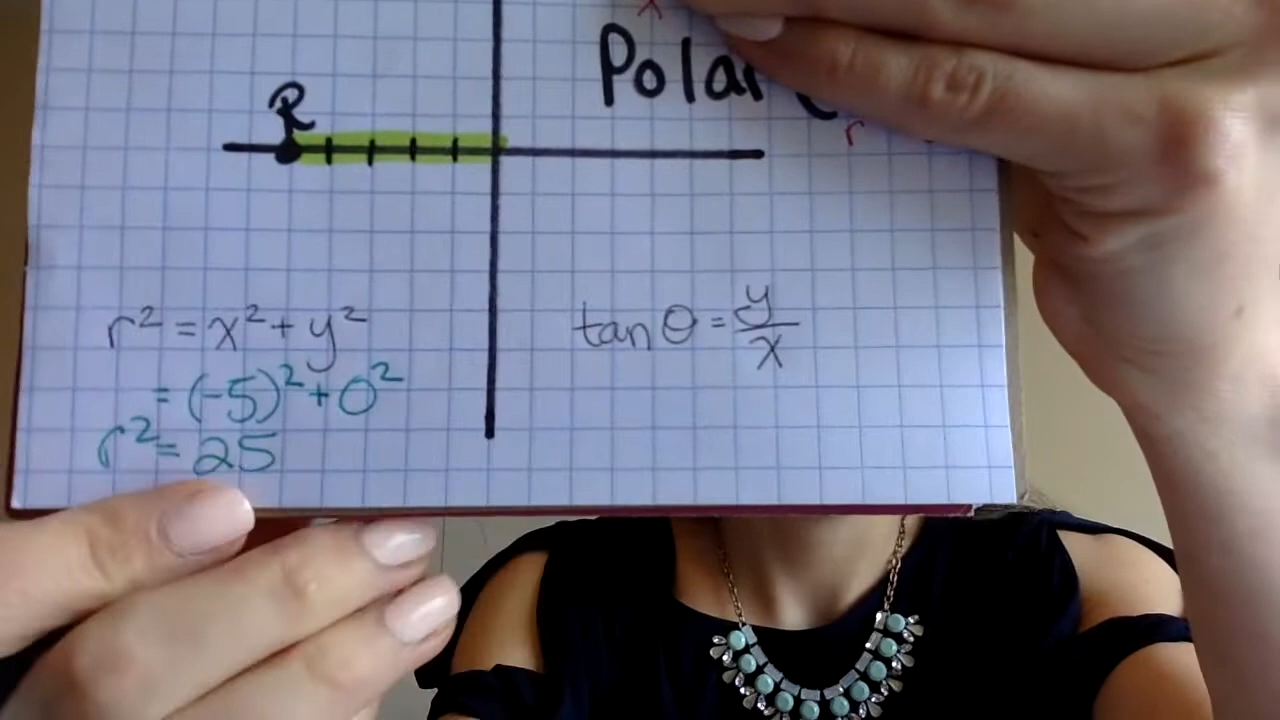 Polar
r
R
r² = x² + y²
= (-5)² + 0²
r² = 25
tan θ = y/x